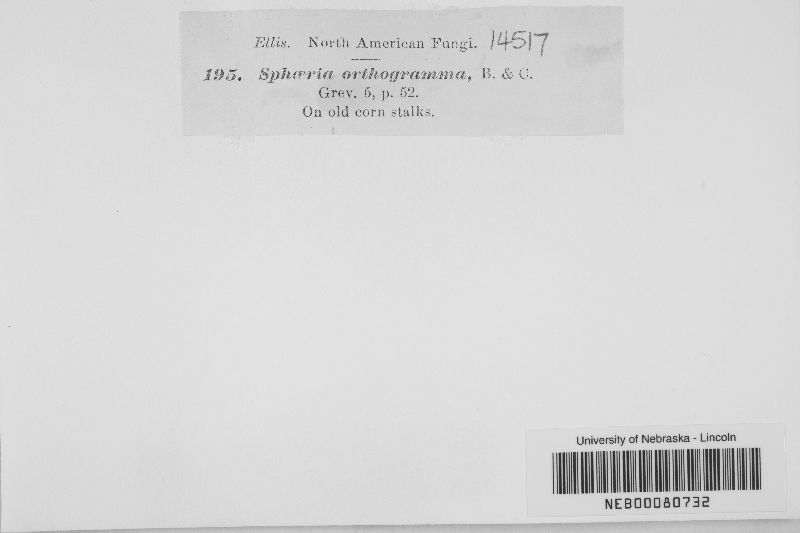 Ellis. North American Fungi. 14517
195. Sphæria orthogramma, B. & C.
Grev. 5, p. 52.
On old corn stalks.
University of Nebraska - Lincoln
NEB00080732